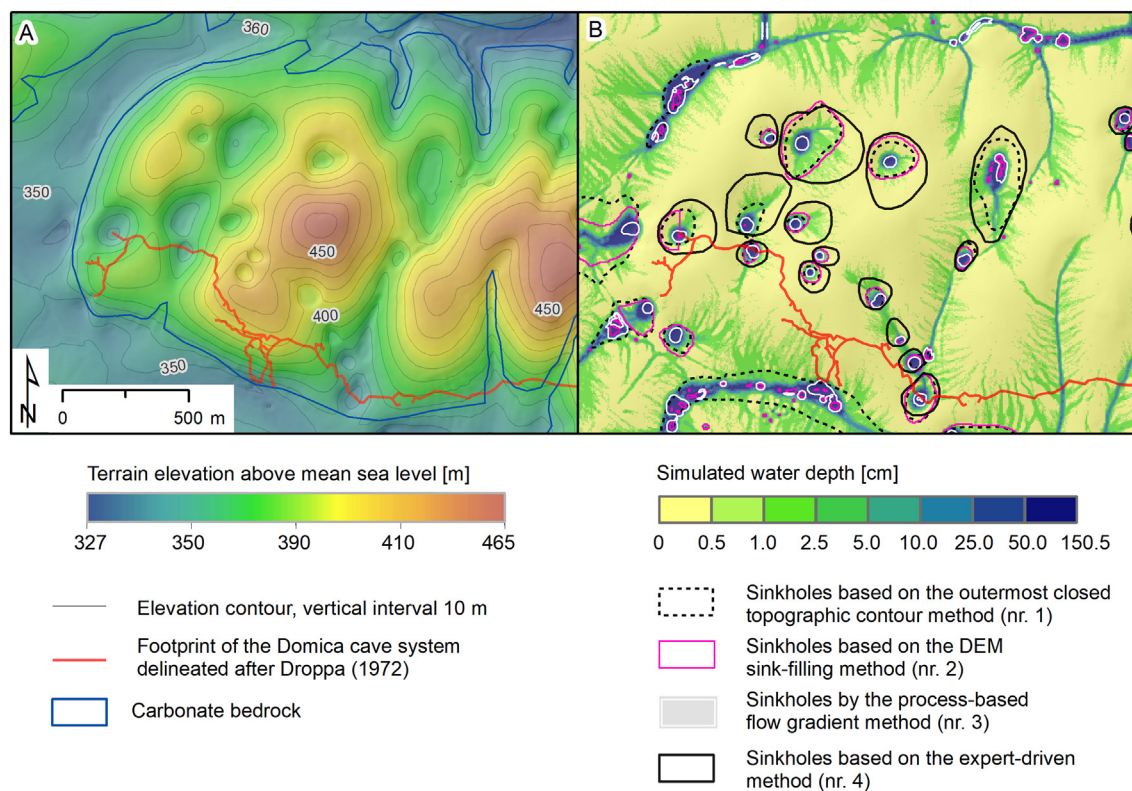 A
360
350
450
400
450
350
N
0
500 m
B
Terrain elevation above mean sea level [m]
327 350 390 410 465
Elevation contour, vertical interval 10 m
Footprint of the Domica cave system
delineated after Droppa (1972)
Carbonate bedrock
Simulated water depth [cm]
0 0.5 1.0 2.5 5.0 10.0 25.0 50.0 150.5
Sinkholes based on the outermost closed
topographic contour method (nr. 1)
Sinkholes based on the DEM
sink-filling method (nr. 2)
Sinkholes by the process-based
flow gradient method (nr. 3)
Sinkholes based on the expert-driven
method (nr. 4)